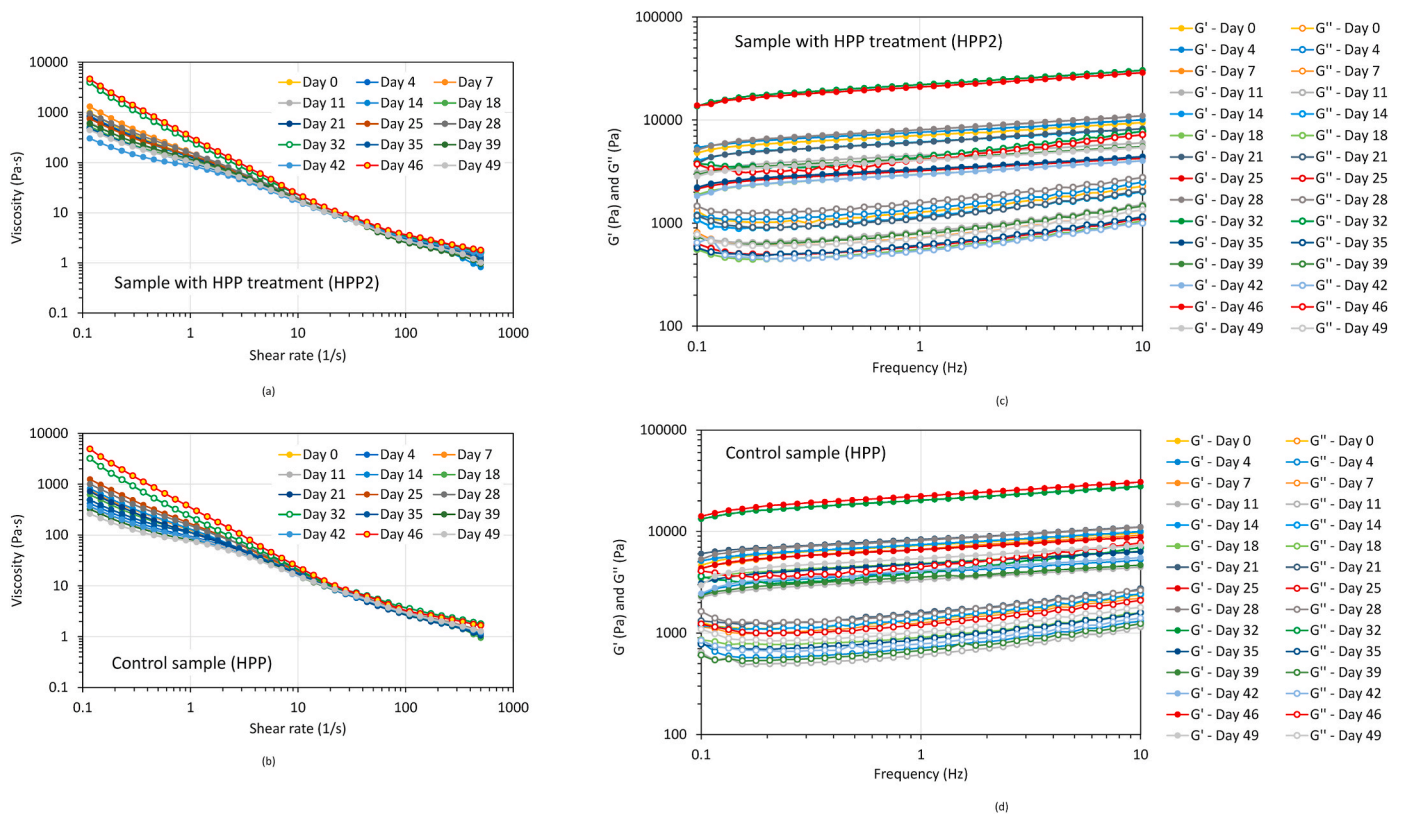 10000
1000
100
10
1
0.1
Viscosity (Pa·s)
Day 0 Day 4 Day 7
Day 11 Day 14 Day 18
Day 21 Day 25 Day 28
Day 32 Day 35 Day 39
Day 42 Day 46 Day 49
Sample with HPP treatment (HPP2)
0.1 1 10 100 1000
Shear rate (1/s)
(a)
10000
1000
100
10
1
0.1
Viscosity (Pa·s)
Day 0 Day 4 Day 7
Day 11 Day 14 Day 18
Day 21 Day 25 Day 28
Day 32 Day 35 Day 39
Day 42 Day 46 Day 49
Control sample (HPP)
0.1 1 10 100 1000
Shear rate (1/s)
(b)
100000
10000
1000
100
G' (Pa) and G'' (Pa)
Sample with HPP treatment (HPP2)
0.1 1 10
Frequency (Hz)
G' - Day 0 G'' - Day 0
G' - Day 4 G'' - Day 4
G' - Day 7 G'' - Day 7
G' - Day 11 G'' - Day 11
G' - Day 14 G'' - Day 14
G' - Day 18 G'' - Day 18
G' - Day 21 G'' - Day 21
G' - Day 25 G'' - Day 25
G' - Day 28 G'' - Day 28
G' - Day 32 G'' - Day 32
G' - Day 35 G'' - Day 35
G' - Day 39 G'' - Day 39
G' - Day 42 G'' - Day 42
G' - Day 46 G'' - Day 46
G' - Day 49 G'' - Day 49
(c)
100000
10000
1000
100
G' (Pa) and G'' (Pa)
Control sample (HPP)
0.1 1 10
Frequency (Hz)
G' - Day 0 G'' - Day 0
G' - Day 4 G'' - Day 4
G' - Day 7 G'' - Day 7
G' - Day 11 G'' - Day 11
G' - Day 14 G'' - Day 14
G' - Day 18 G'' - Day 18
G' - Day 21 G'' - Day 21
G' - Day 25 G'' - Day 25
G' - Day 28 G'' - Day 28
G' - Day 32 G'' - Day 32
G' - Day 35 G'' - Day 35
G' - Day 39 G'' - Day 39
G' - Day 42 G'' - Day 42
G' - Day 46 G'' - Day 46
G' - Day 49 G'' - Day 49
(d)